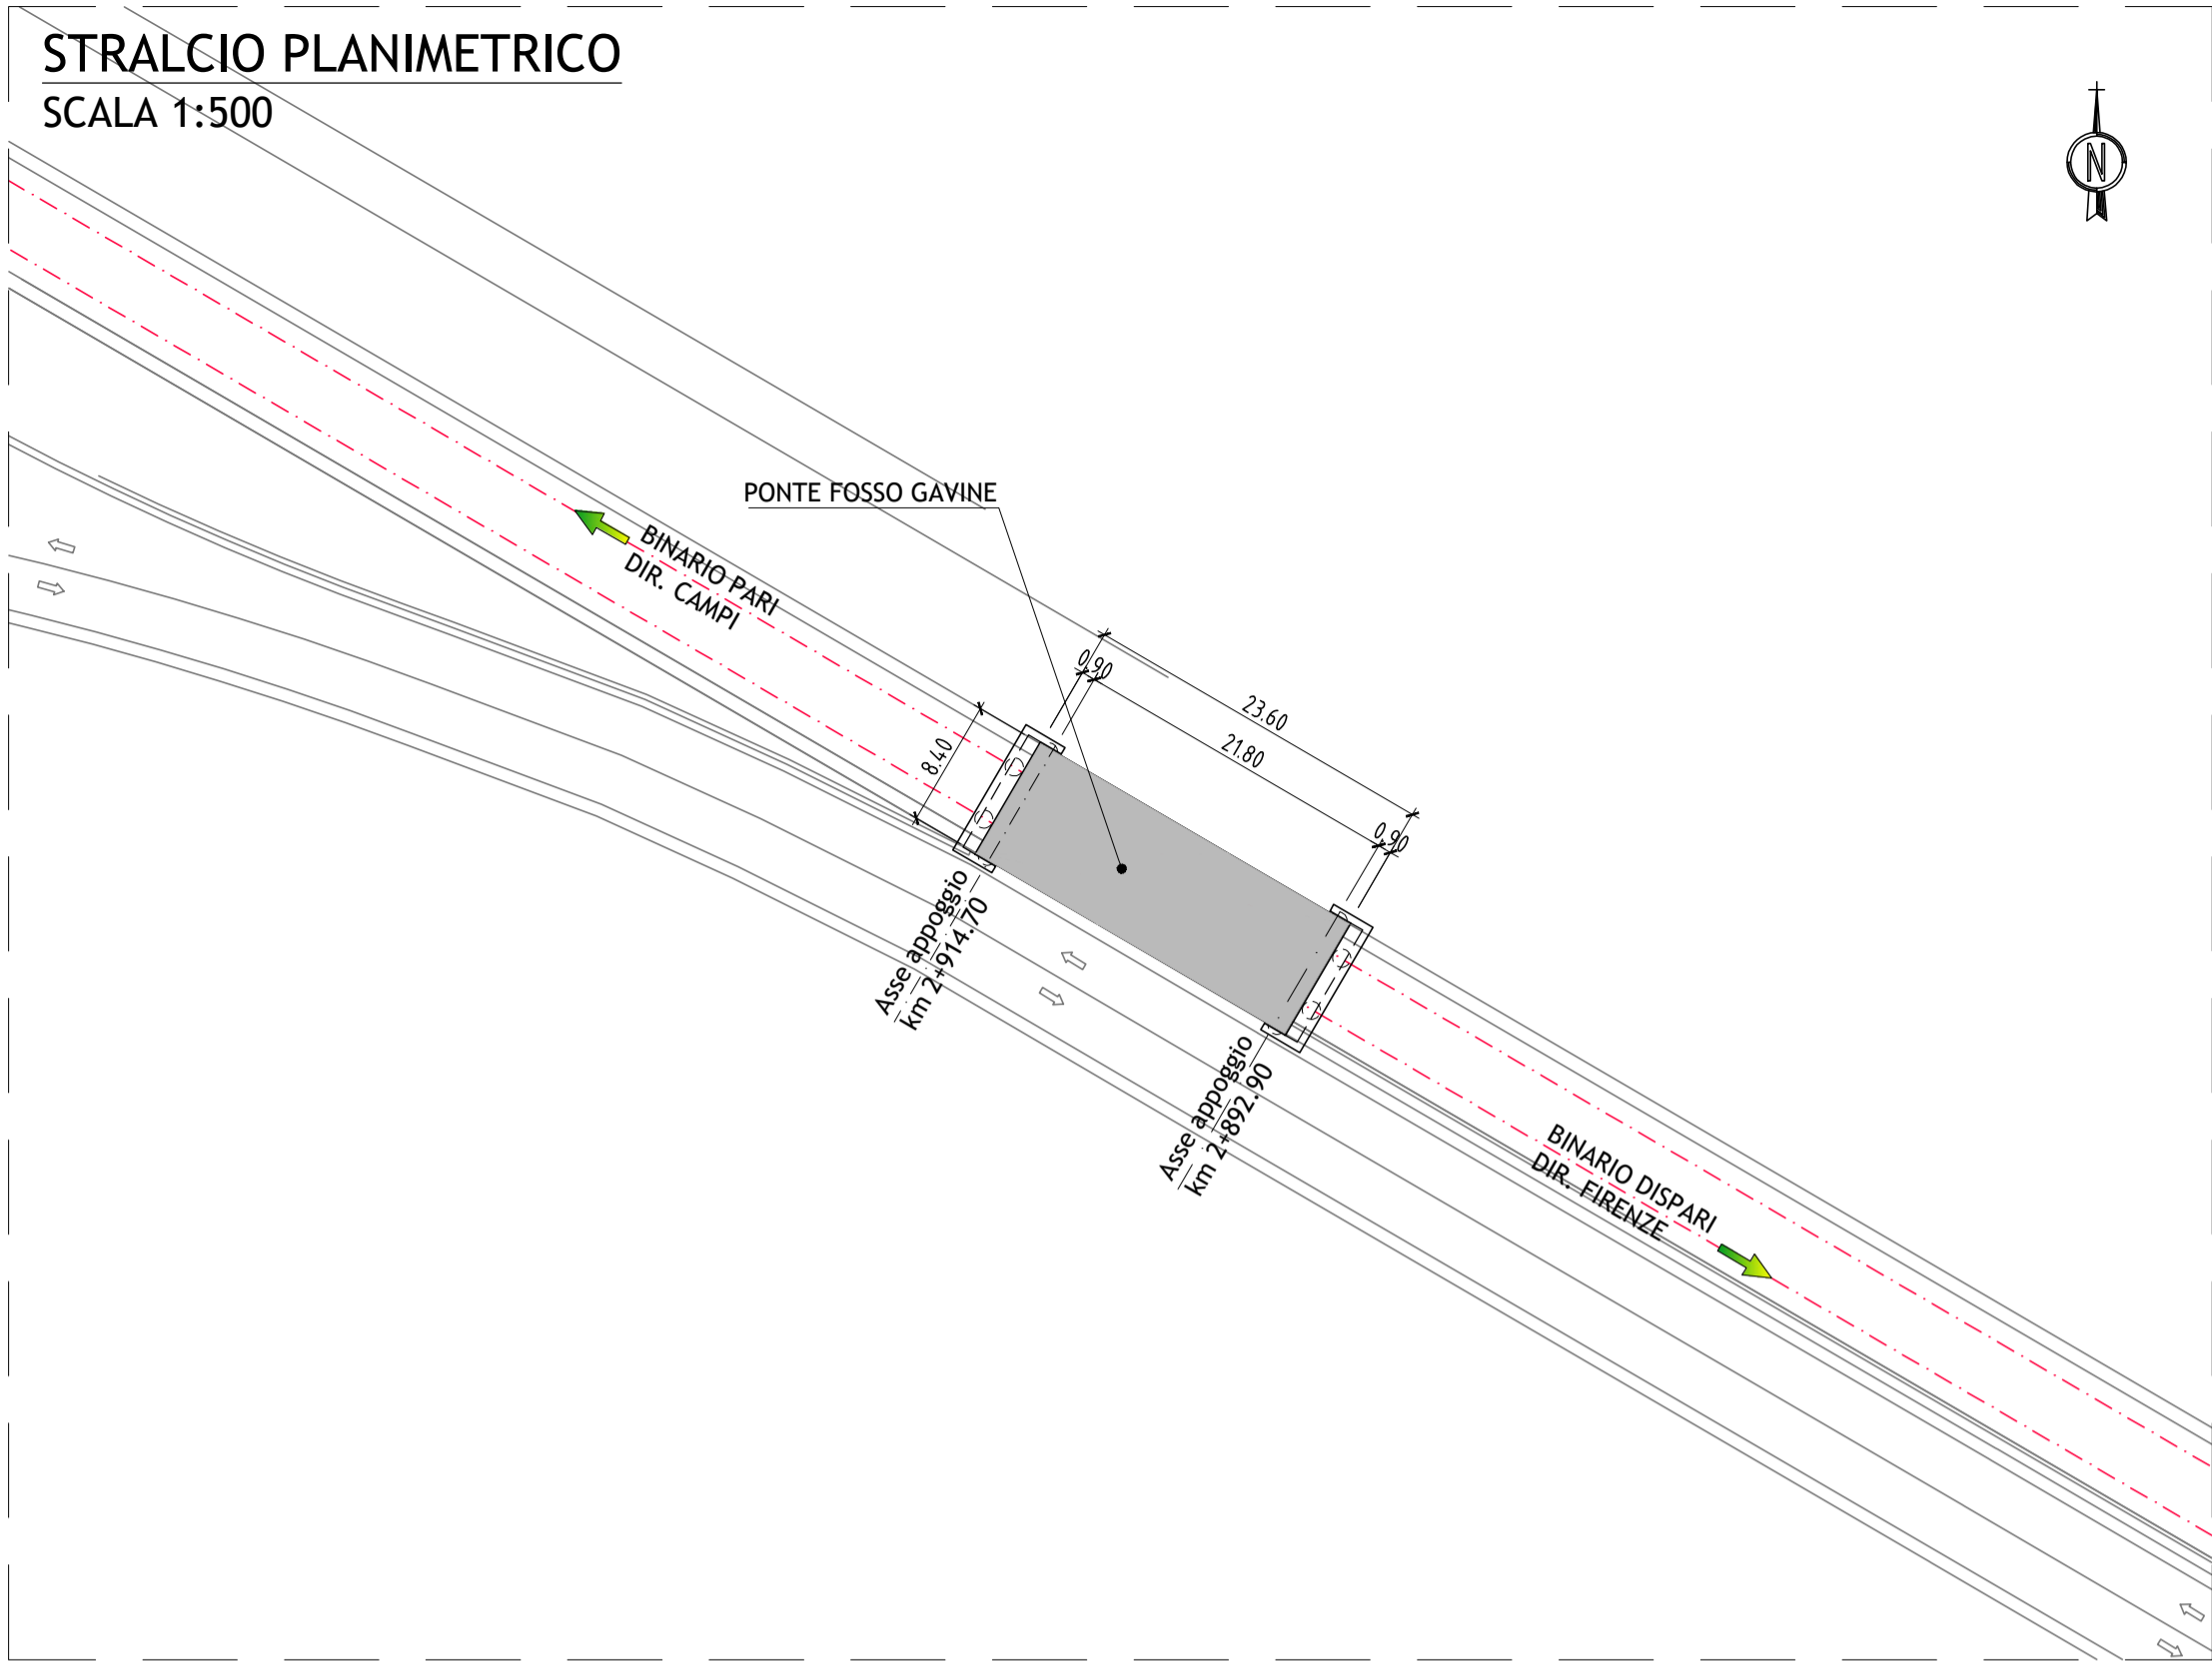 STRALCIO PLANIMETRICO
SCALA 1:500
N
PONTE FOSSO GAVINE
BINARIO PARI
DIR. CAMPI
0.90
23.60
21.80
8.40
0.90
Asse appoggio
km 2+914.70
Asse appoggio
km 2+892.90
BINARIO DISPARI
DIR. FIRENZE